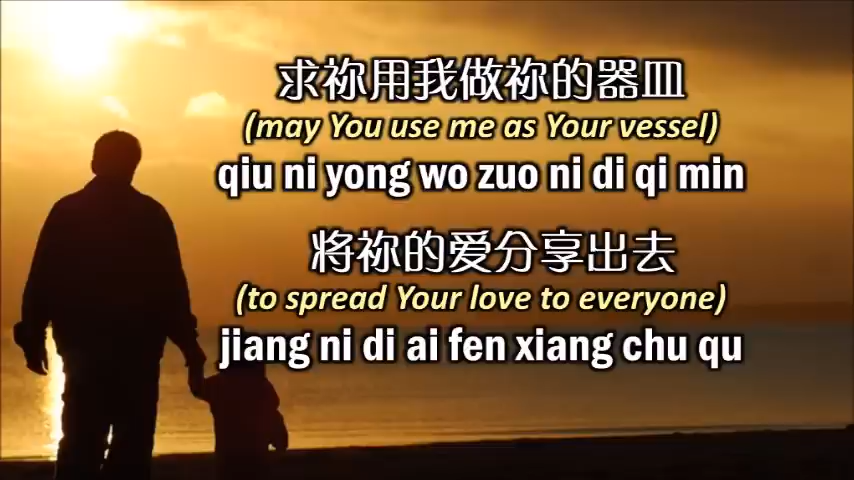 求祢用我做祢的器皿
(may You use me as Your vessel)
qiu ni yong wo zuo ni di qi min
将祢的爱分享出去
(to spread Your love to everyone)
jiang ni di ai fen xiang chu qu